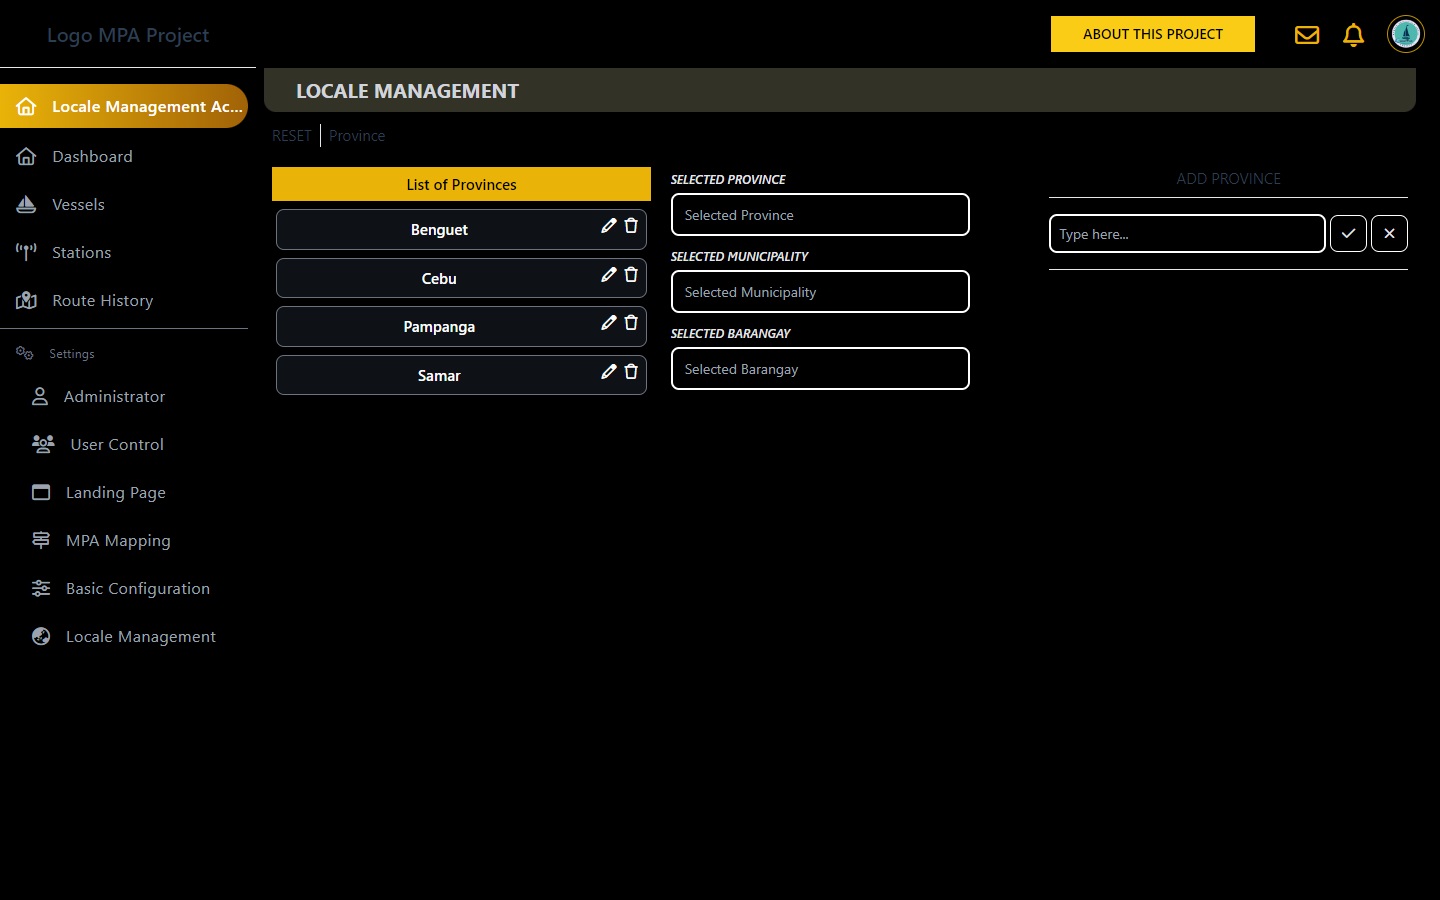 Logo MPA Project
ABOUT THIS PROJECT
Locale Management Ac...
Dashboard
Vessels
Stations
Route History
Settings
Administrator
User Control
Landing Page
MPA Mapping
Basic Configuration
Locale Management
LOCALE MANAGEMENT
RESET Province
List of Provinces
Benguet
Cebu
Pampanga
Samar
SELECTED PROVINCE
Selected Province
SELECTED MUNICIPALITY
Selected Municipality
SELECTED BARANGAY
Selected Barangay
ADD PROVINCE
Type here...